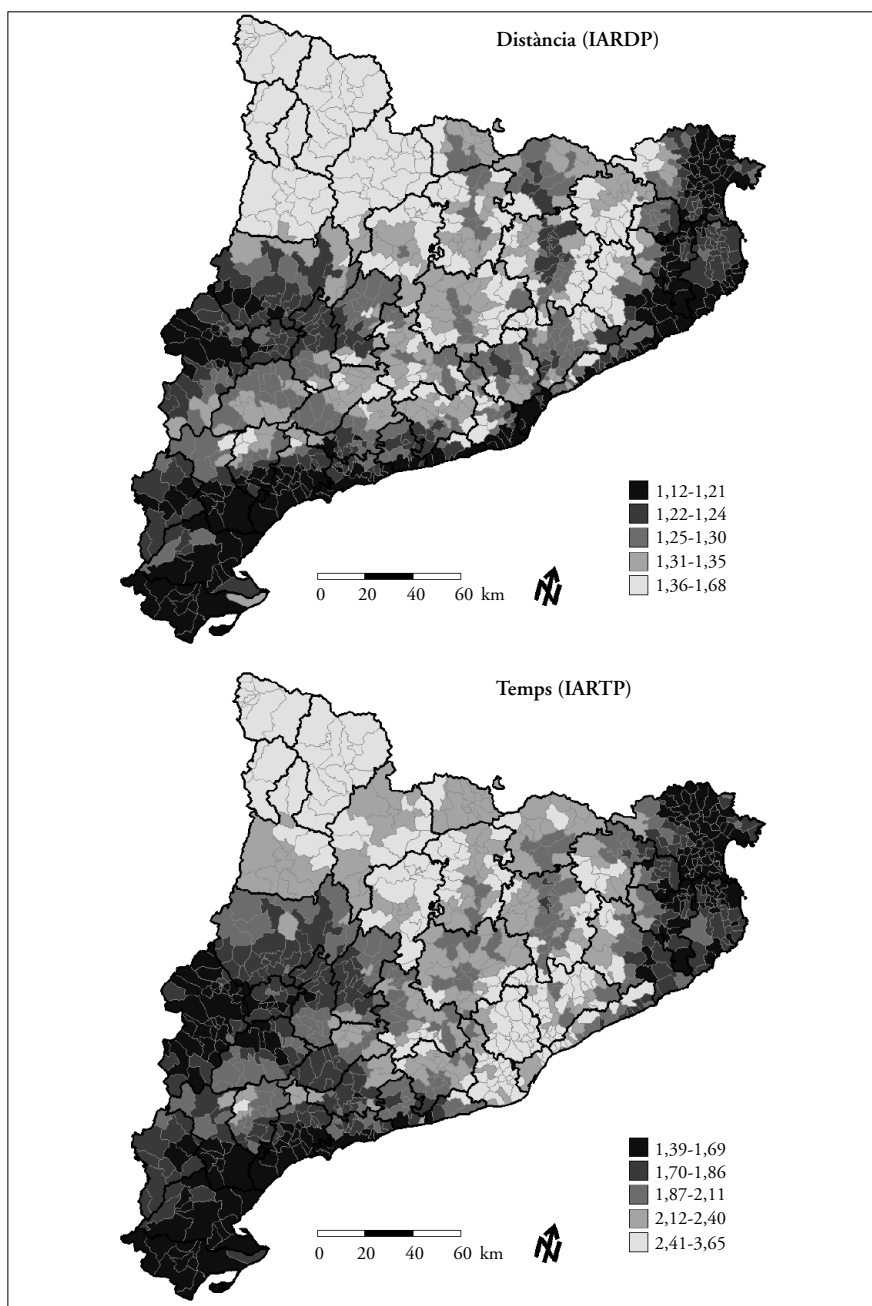 Distància (IARDP)
1,12-1,21
1,22-1,24
1,25-1,30
1,31-1,35
1,36-1,68
0 20 40 60 km
N
Temps (IARTP)
1,39-1,69
1,70-1,86
1,87-2,11
2,12-2,40
2,41-3,65
0 20 40 60 km
N